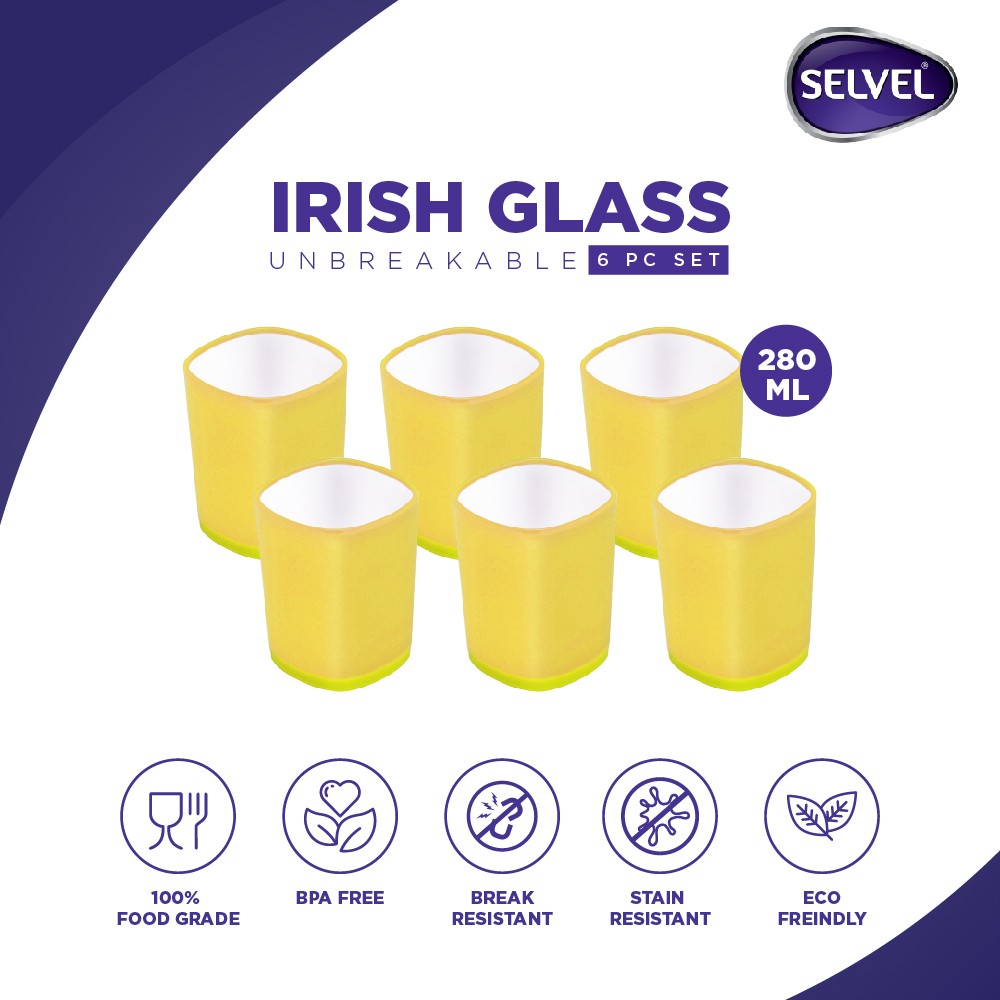 SELVEL®
IRISH GLASS
UNBREAKABLE 6 PC SET
280
ML
100%
FOOD GRADE
BPA FREE
BREAK
RESISTANT
STAIN
RESISTANT
ECO
FREINDLY